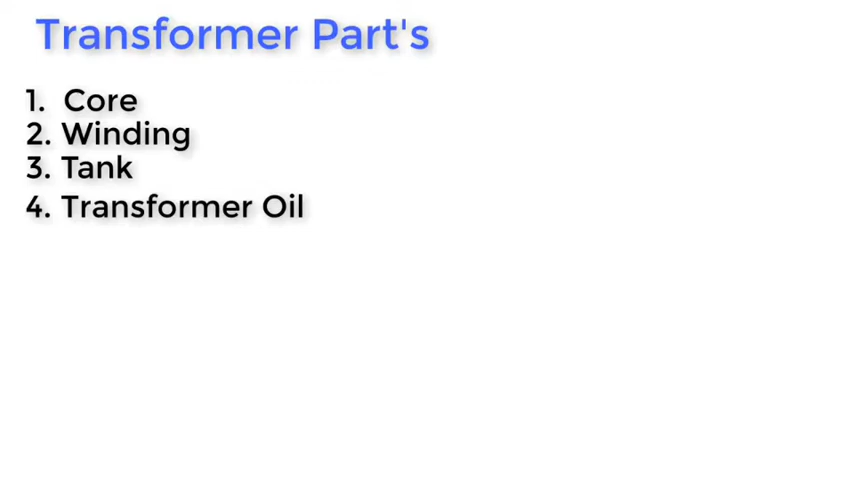 Transformer Part's
1. Core
2. Winding
3. Tank
4. Transformer Oil